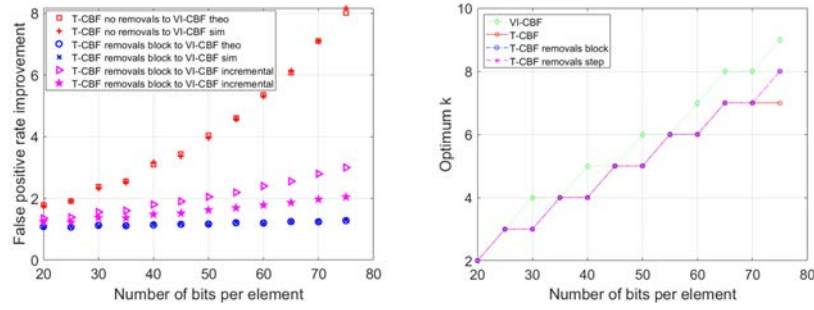 8
6
4
2
0
20
30
40
50
60
70
80
False positive rate improvement
Number of bits per element
T-CBF no removals to VI-CBF theo
T-CBF no removals to VI-CBF sim
T-CBF removals block to VI-CBF theo
T-CBF removals block to VI-CBF sim
T-CBF removals block to VI-CBF incremental
T-CBF removals block to VI-CBF incremental
10
8
6
4
2
20
30
40
50
60
70
80
Optimum k
Number of bits per element
VI-CBF
T-CBF
T-CBF removals block
T-CBF removals step